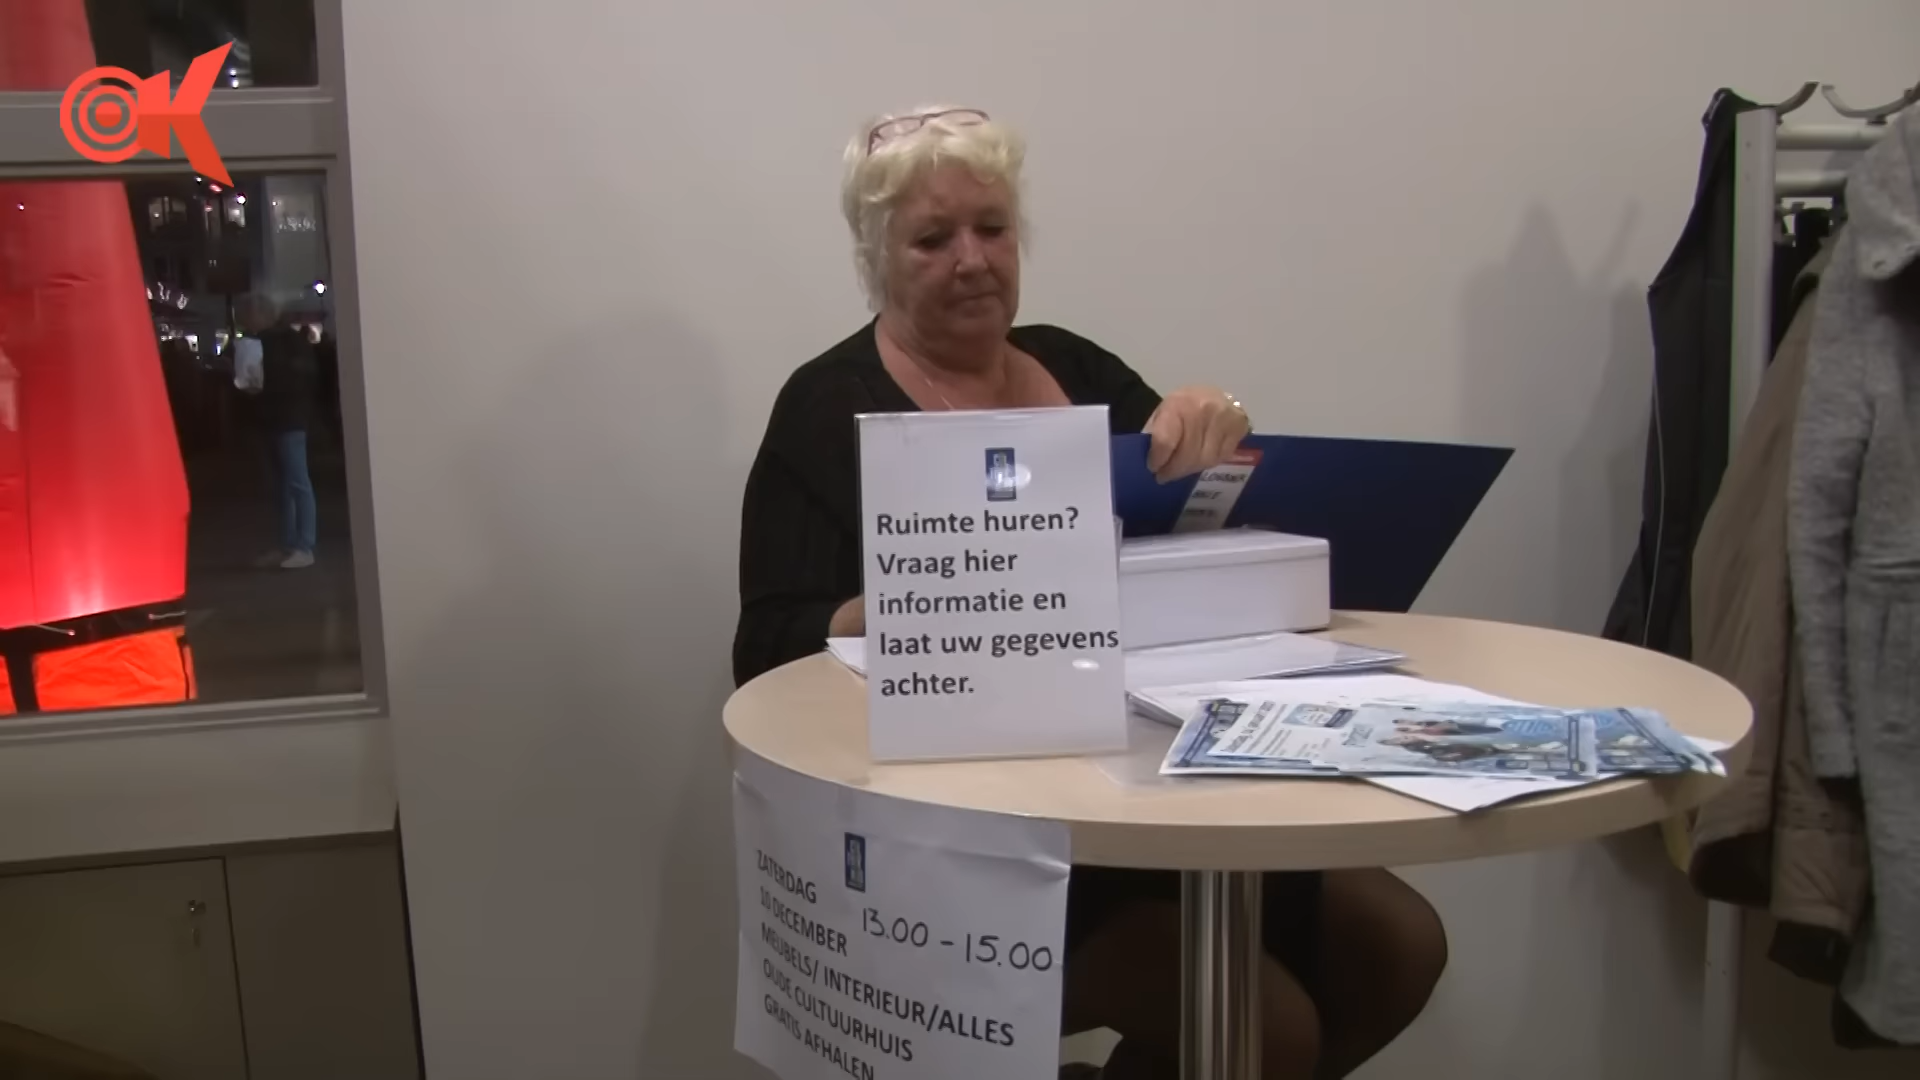 OK
Ruimte huren?
Vraag hier
informatie en
laat uw gegevens
achter.
ZATERDAG
10 DECEMBER 13.00 - 15.00
MEUBELS/ INTERIEUR/ALLES
OUDE CULTUURHUIS
GRATIS AFHALEN